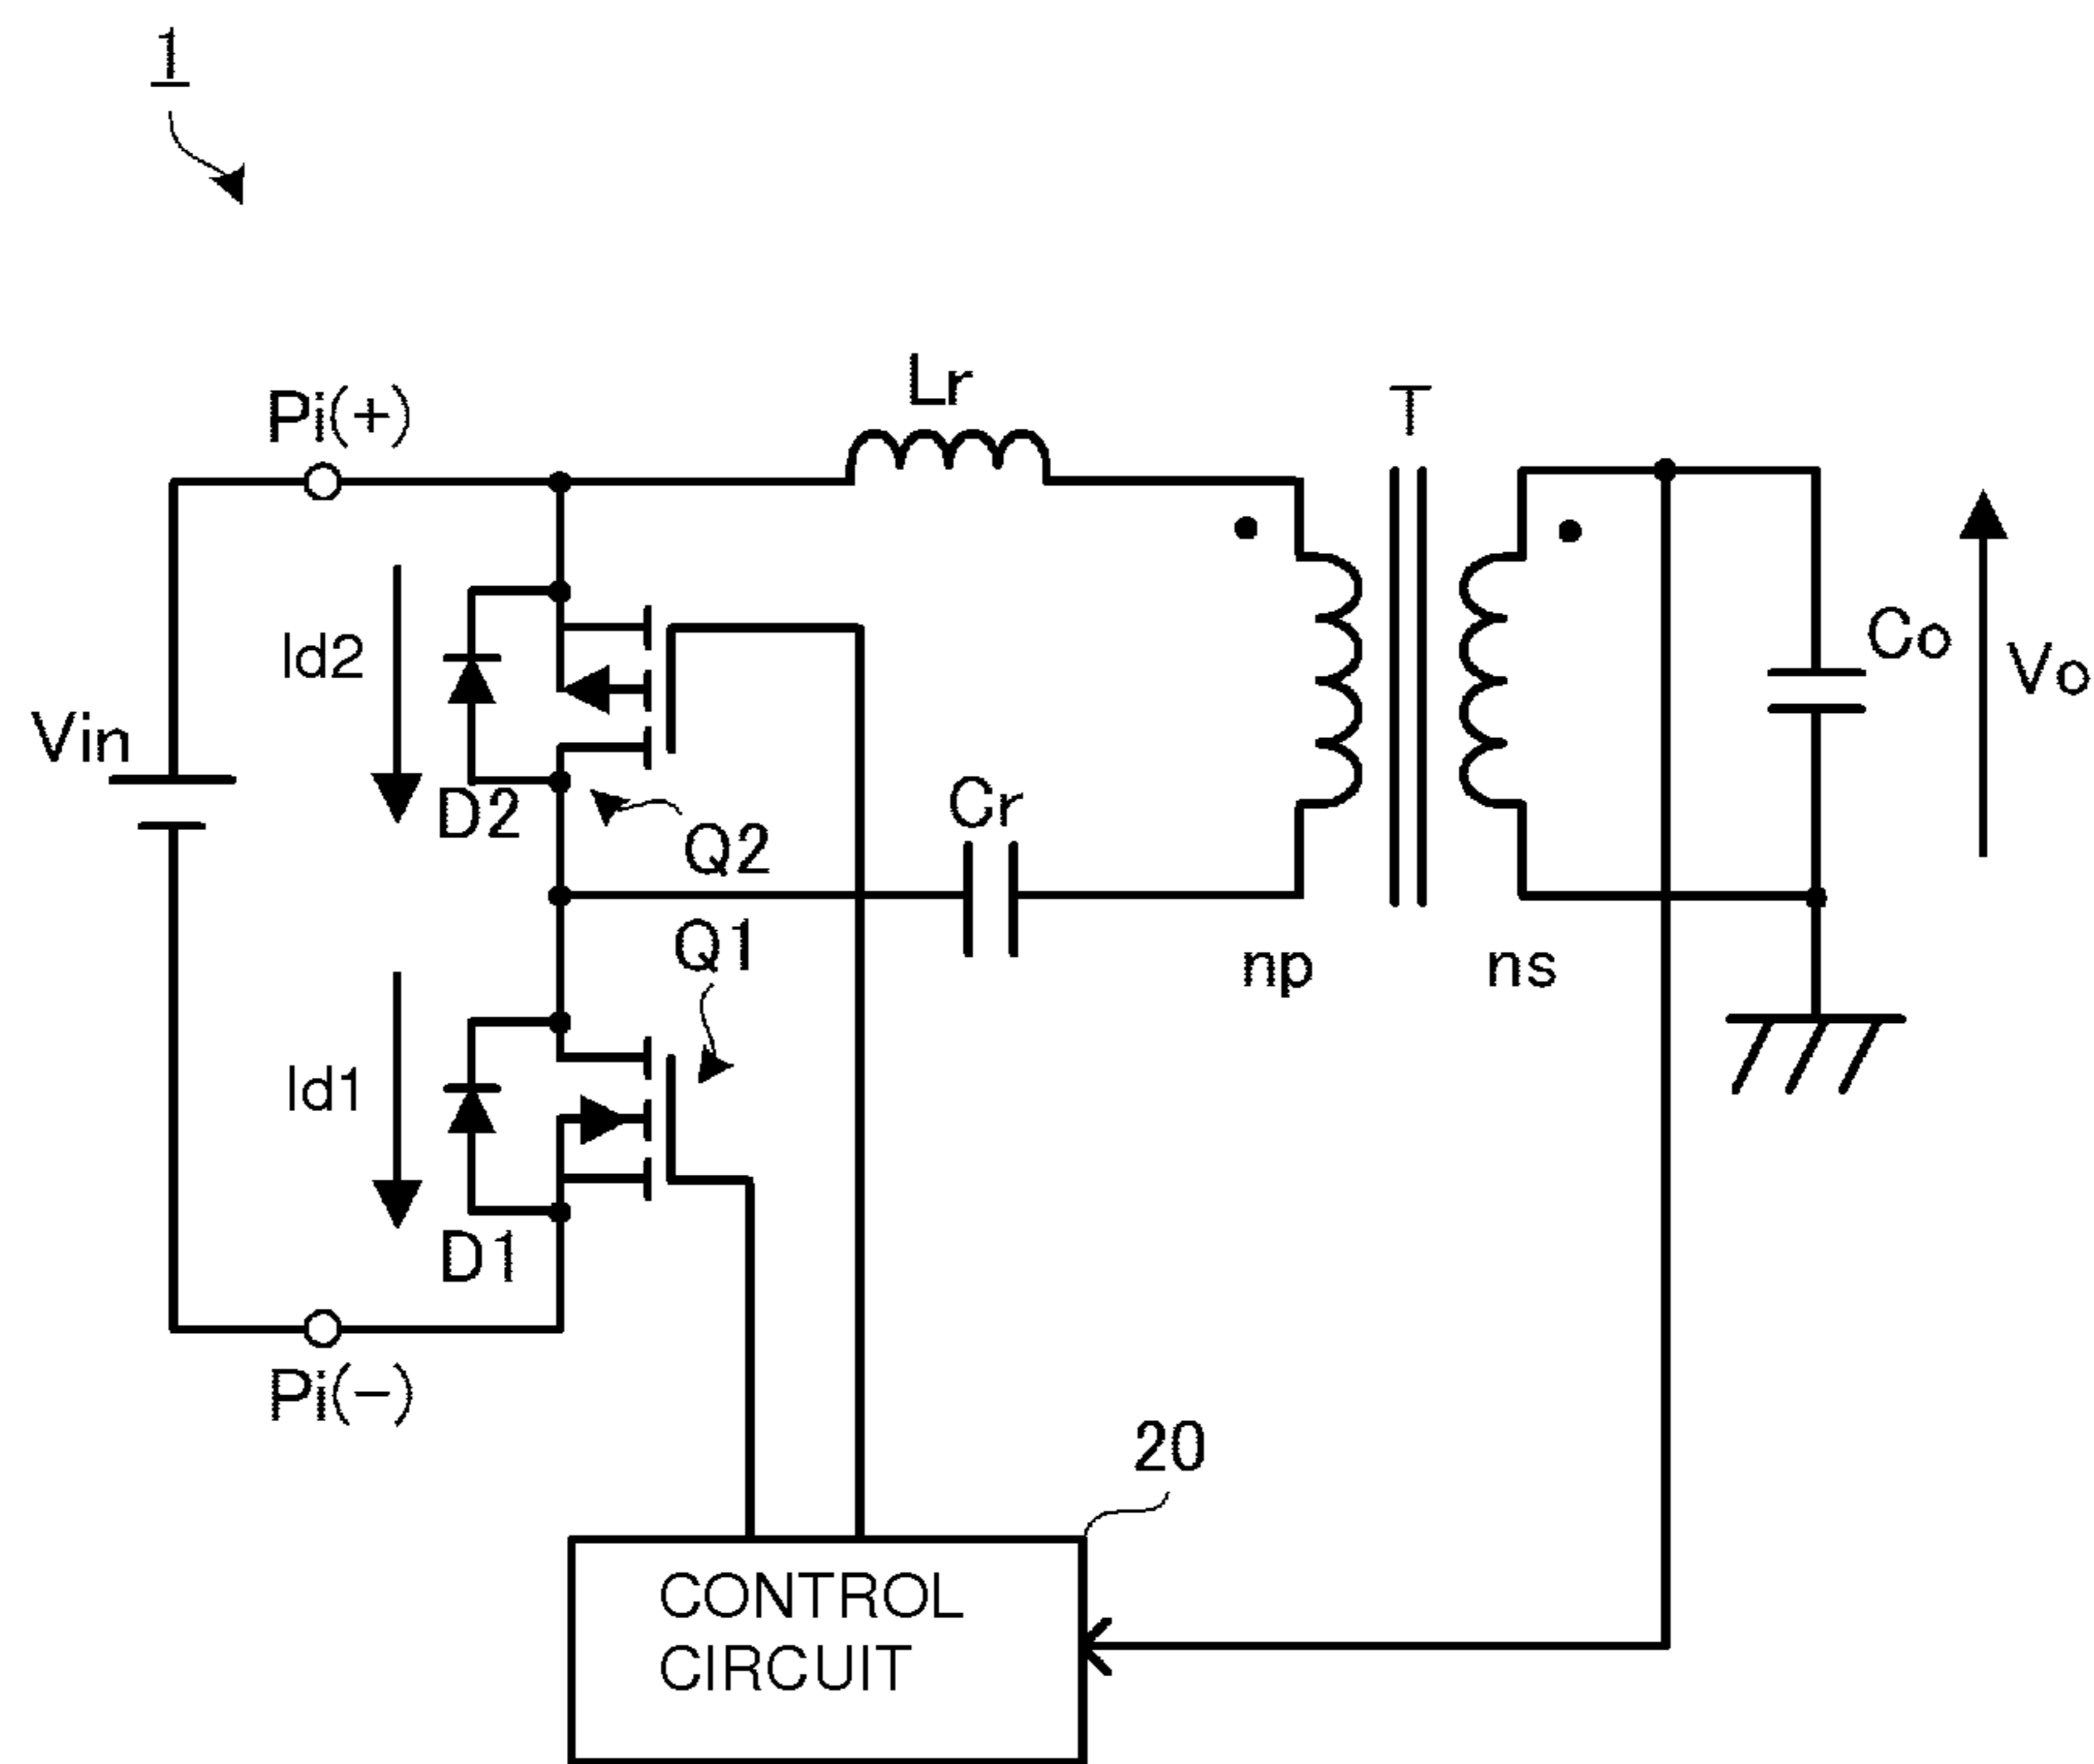 1
Lr
T
Pi(+)
Id2
Co
Vo
Vin
D2
Q2
Cr
Q1
np
ns
Id1
D1
Pi(−)
20
CONTROL
CIRCUIT